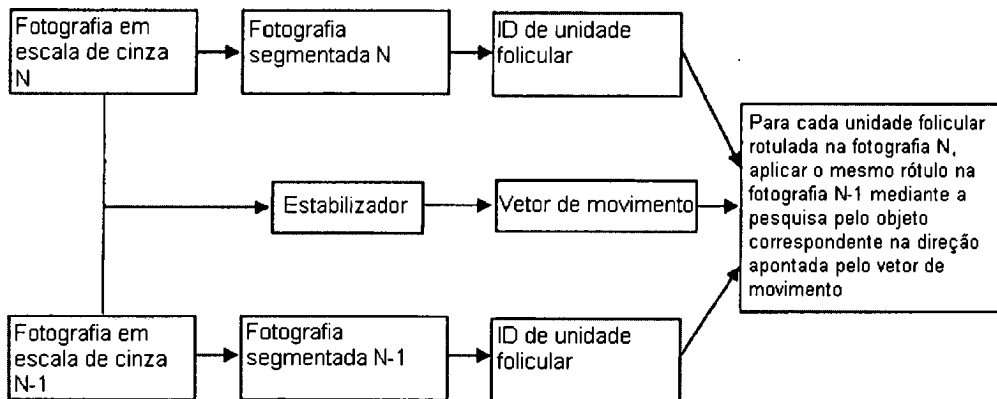 Fotografia em
escala de cinza
N
Fotografia
segmentada N
ID de unidade
folicular
Para cada unidade folicular
rotulada na fotografia N,
aplicar o mesmo rótulo na
fotografia N-1 mediante a
pesquisa pelo objeto
correspondente na direção
apontada pelo vetor de
movimento
Estabilizador
Vetor de movimento
Fotografia em
escala de cinza
N-1
Fotografia
segmentada N-1
ID de unidade
folicular